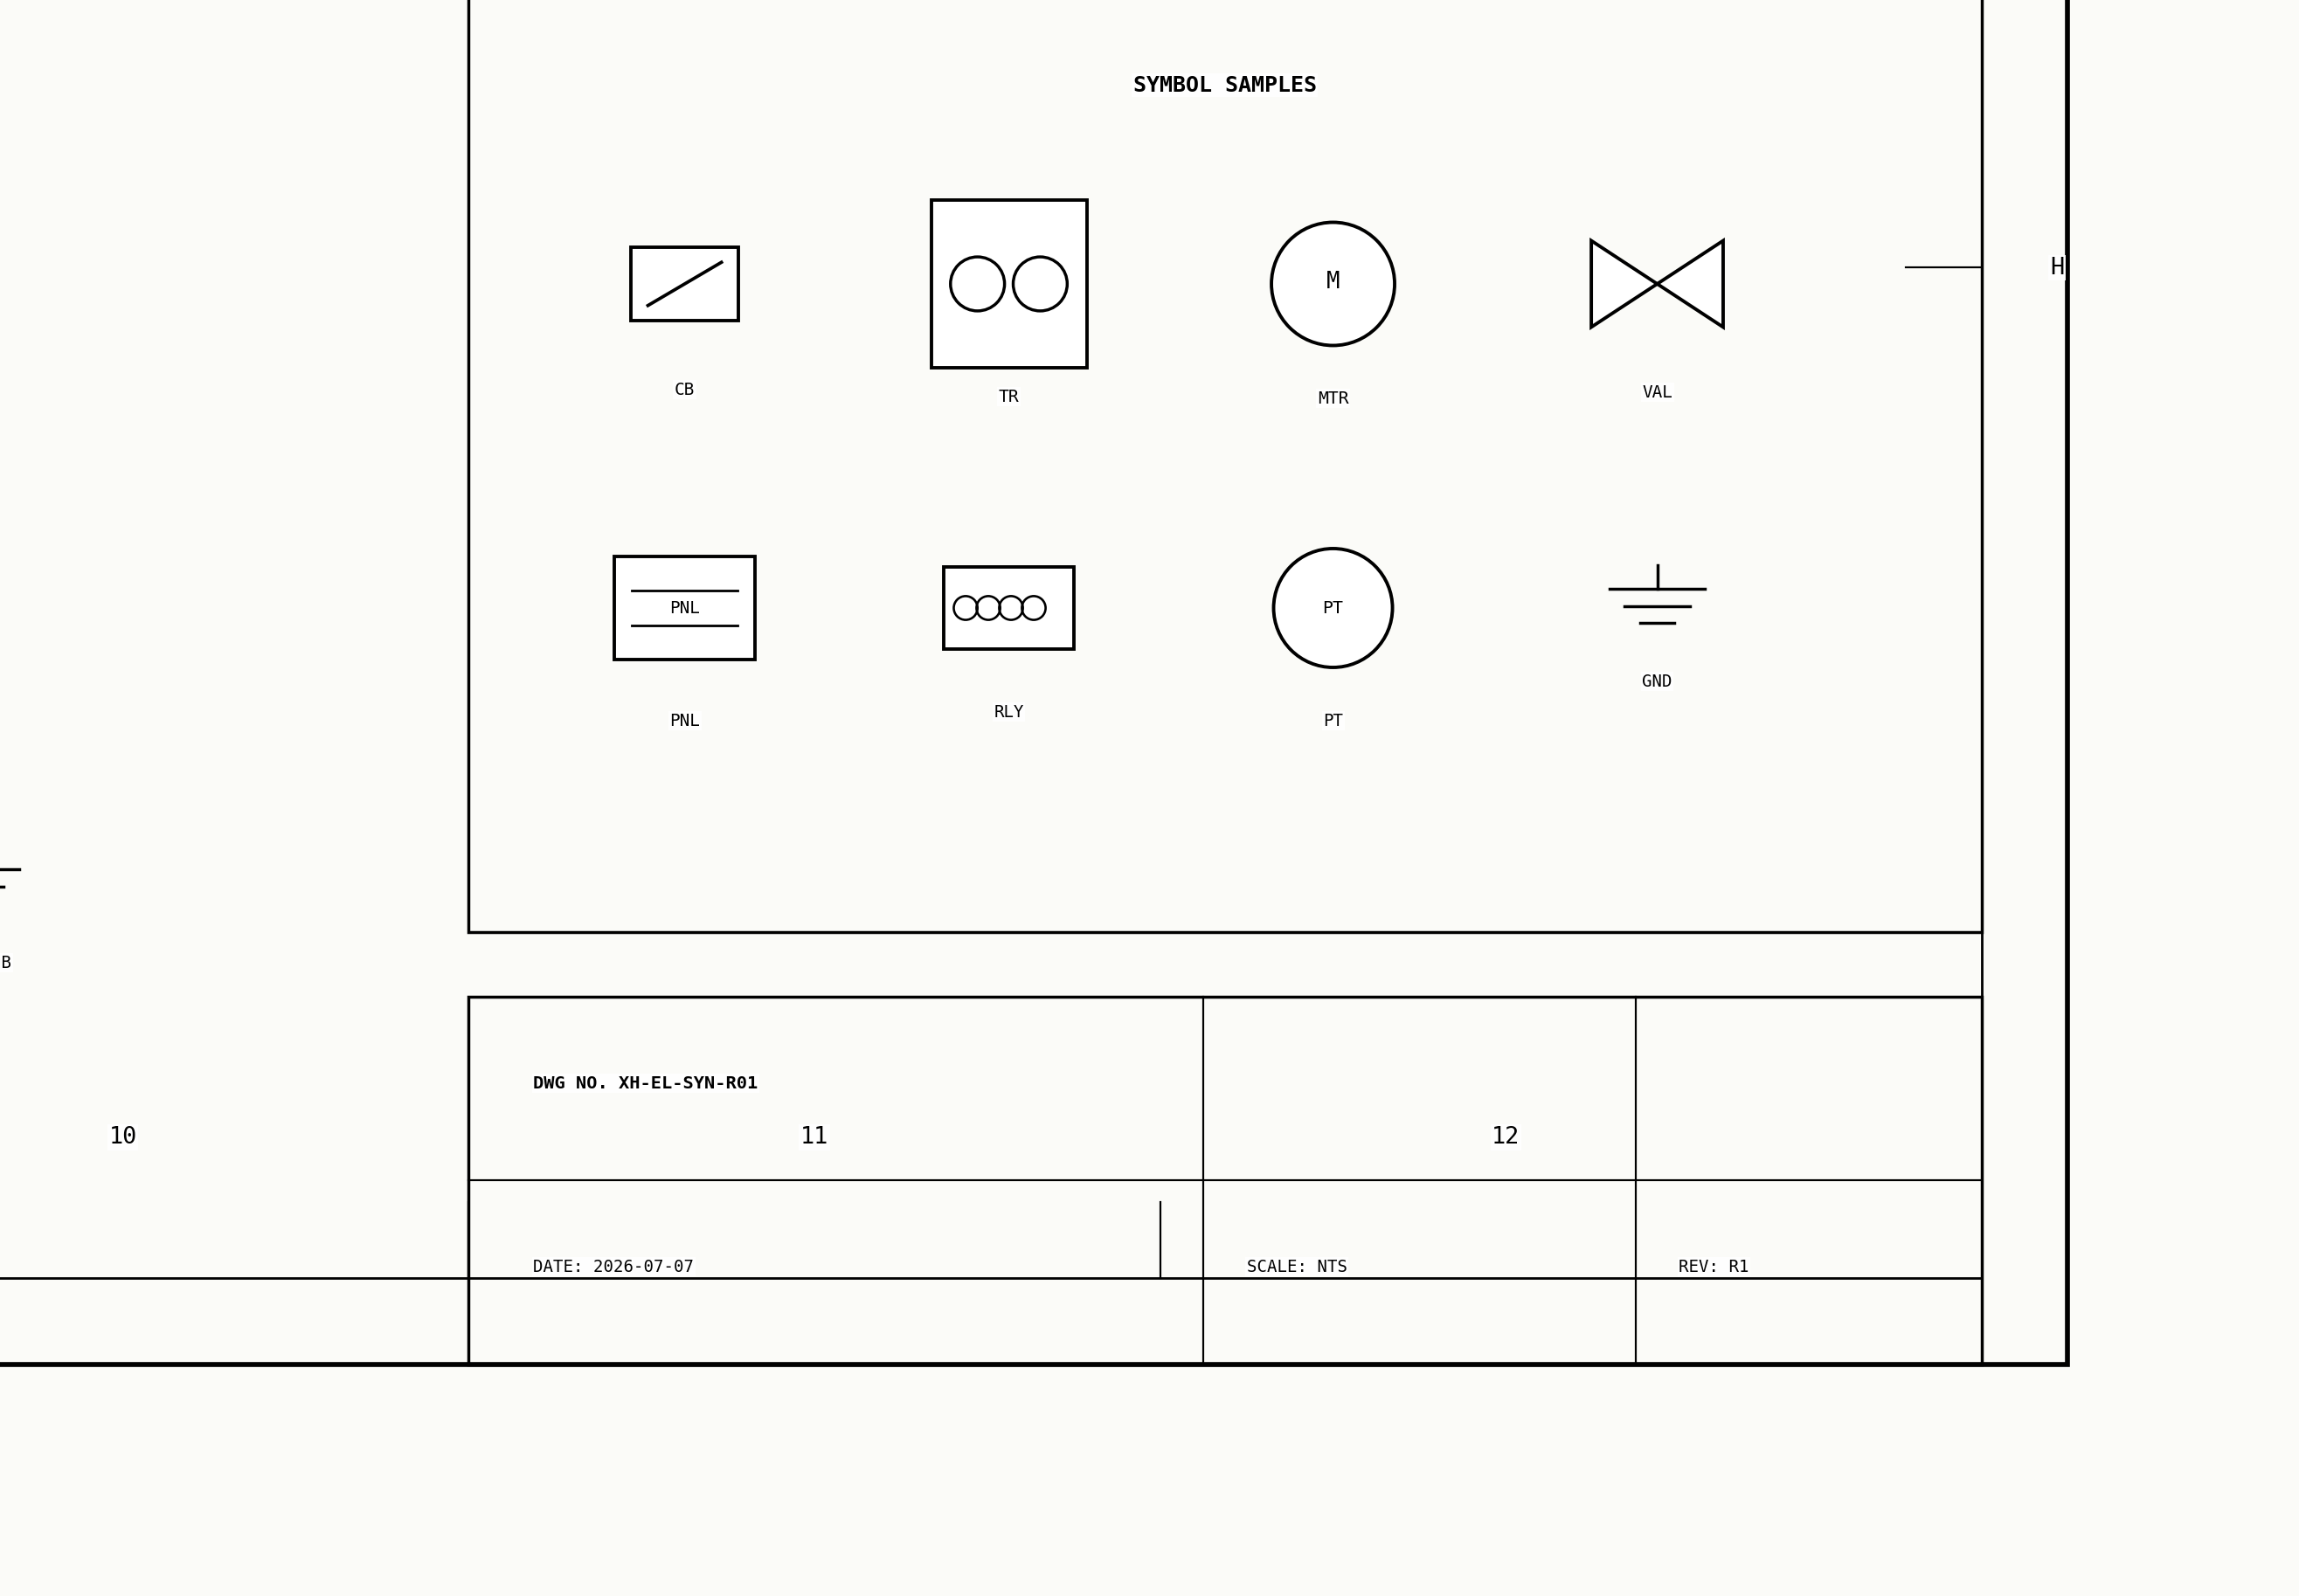 SYMBOL SAMPLES
M
H
CB
TR
MTR
VAL
PNL
PT
PNL
RLY
PT
GND
B
DWG NO. XH-EL-SYN-R01
10
11
12
DATE: 2026-07-07
SCALE: NTS
REV: R1